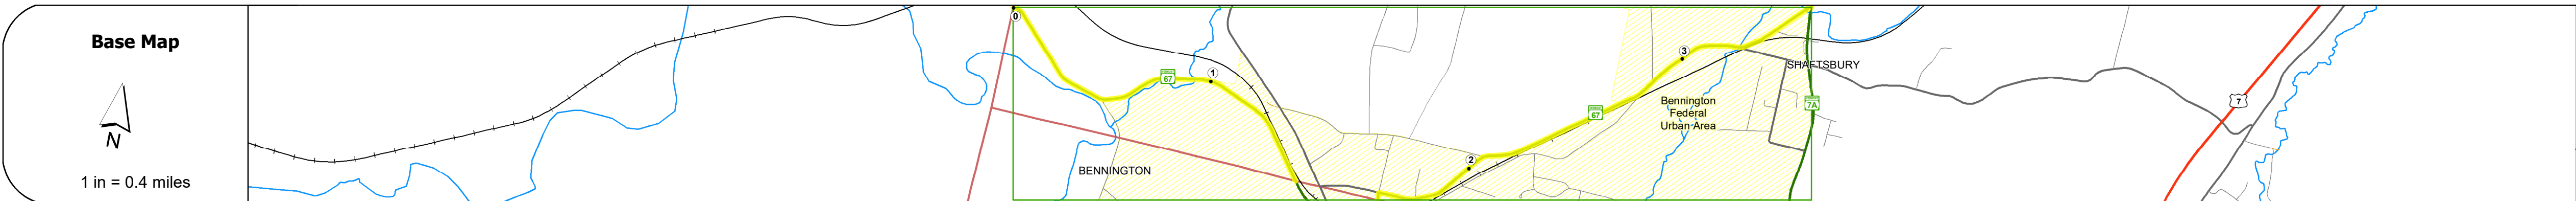 Base Map
N
1 in = 0.4 miles
0
67
1
BENNINGTON
2
67
3
Bennington
Federal
Urban Area
SHAFTSBURY
7A
7